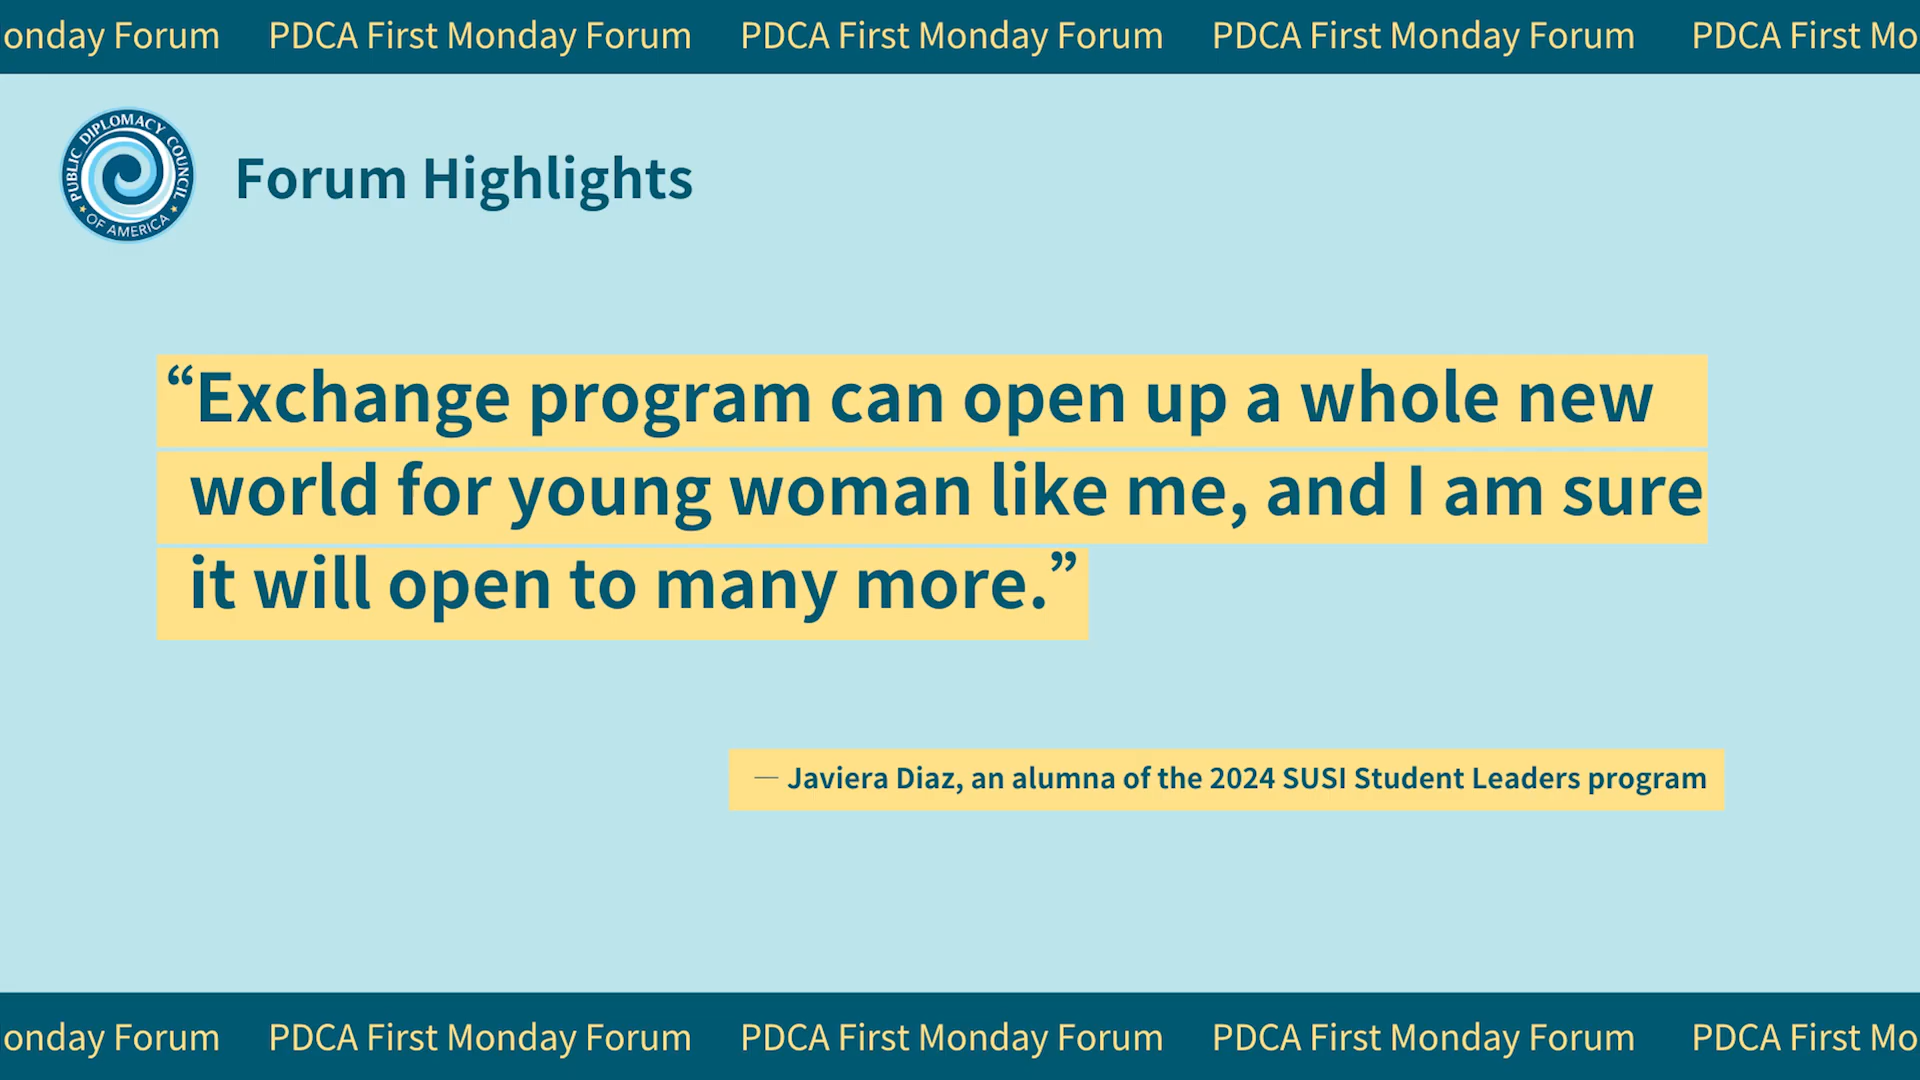 onday Forum PDCA First Monday Forum PDCA First Monday Forum PDCA First Monday Forum PDCA First Mo
PUBLIC DIPLOMACY COUNCIL
OF AMERICA
Forum Highlights
“Exchange program can open up a whole new
world for young woman like me, and I am sure
it will open to many more.”
— Javiera Diaz, an alumna of the 2024 SUSI Student Leaders program
onday Forum PDCA First Monday Forum PDCA First Monday Forum PDCA First Monday Forum PDCA First Mo